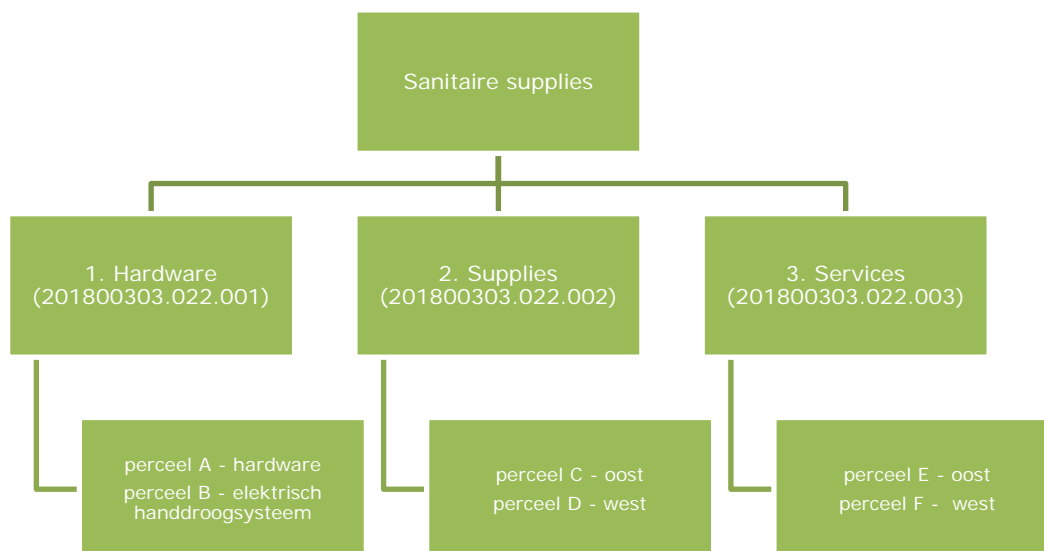 Sanitaire supplies
1. Hardware
(201800303.022.001)
2. Supplies
(201800303.022.002)
3. Services
(201800303.022.003)
perceel A - hardware
perceel B - elektrisch
handdroogsysteem
perceel C - oost
perceel D - west
perceel E - oost
perceel F - west